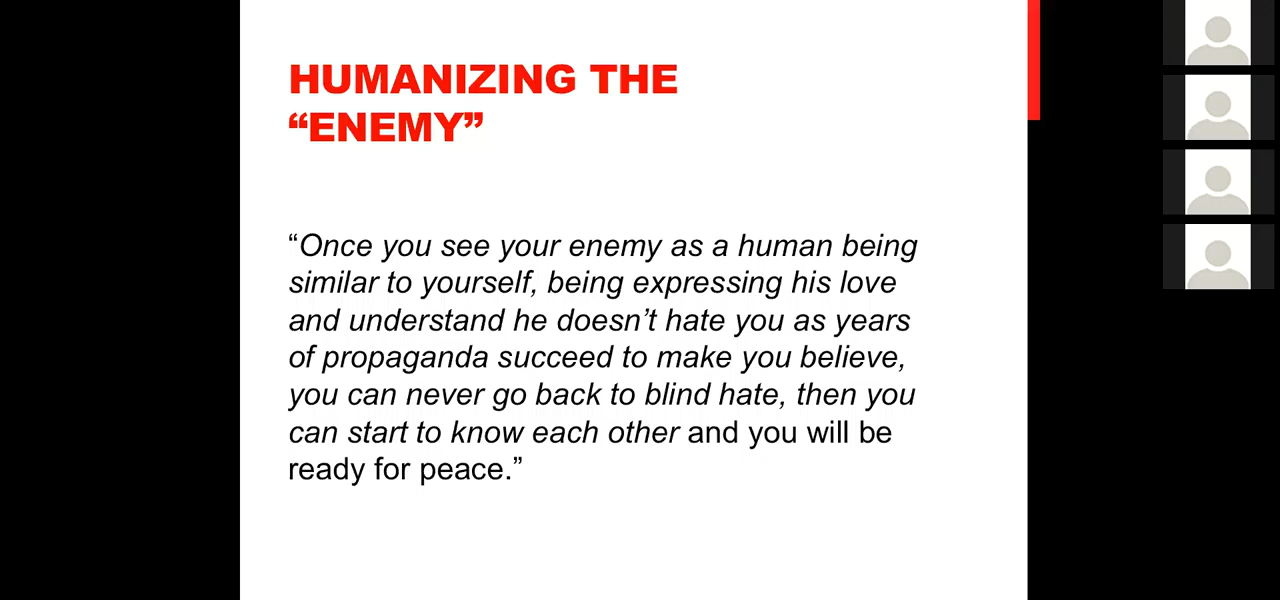 HUMANIZING THE
“ENEMY”
“Once you see your enemy as a human being
similar to yourself, being expressing his love
and understand he doesn’t hate you as years
of propaganda succeed to make you believe,
you can never go back to blind hate, then you
can start to know each other and you will be
ready for peace.”